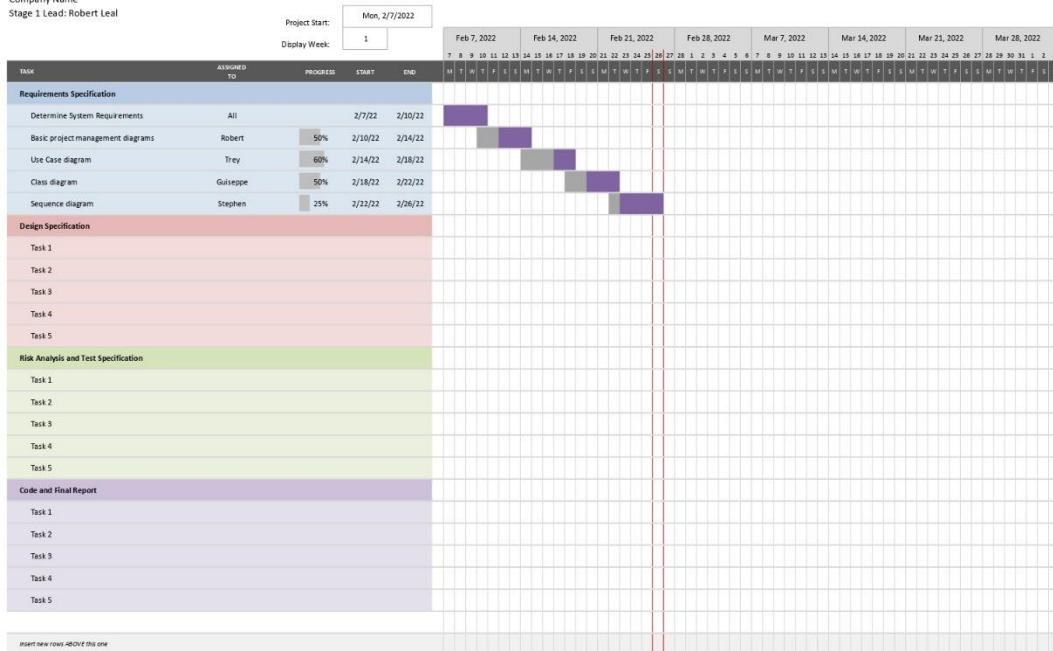 Company Name
Stage 1 Lead: Robert Leal
Project Start: Mon, 2/7/2022
Display Week: 1
Feb 7, 2022 Feb 14, 2022 Feb 21, 2022 Feb 28, 2022 Mar 7, 2022 Mar 14, 2022 Mar 21, 2022 Mar 28, 2022
7 8 9 10 11 12 13 14 15 16 17 18 19 20 21 22 23 24 25 26 27 28 1 2 3 4 5 6 7 8 9 10 11 12 13 14 15 16 17 18 19 20 21 22 23 24 25 26 27 28 29 30 31 1 2
TASK ASSIGNED TO PROGRESS START END M T W T F S S M T W T F S S M T W T F S S M T W T F S S M T W T F S S M T W T F S S M T W T F S S M T W T F S
Requirements Specification
Determine System Requirements All 2/7/22 2/10/22
Basic project management diagrams Robert 50% 2/10/22 2/14/22
Use Case diagram Trey 60% 2/14/22 2/18/22
Class diagram Guiseppe 50% 2/18/22 2/22/22
Sequence diagram Stephen 25% 2/22/22 2/26/22
Design Specification
Task 1
Task 2
Task 3
Task 4
Task 5
Risk Analysis and Test Specification
Task 1
Task 2
Task 3
Task 4
Task 5
Code and Final Report
Task 1
Task 2
Task 3
Task 4
Task 5
Insert new rows ABOVE this one